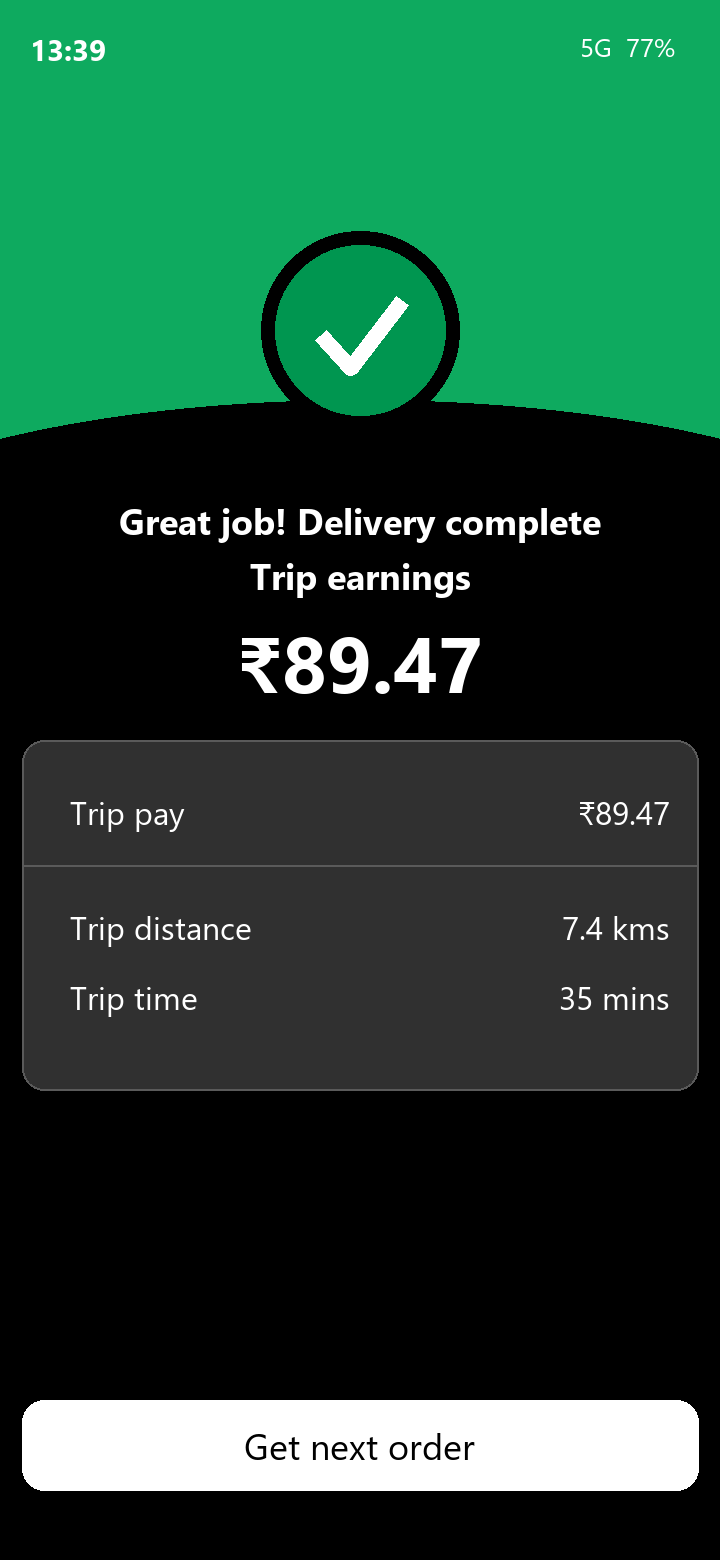 13:39 5G 77%
Great job! Delivery complete
Trip earnings
₹89.47
Trip pay ₹89.47
Trip distance 7.4 kms
Trip time 35 mins
Get next order